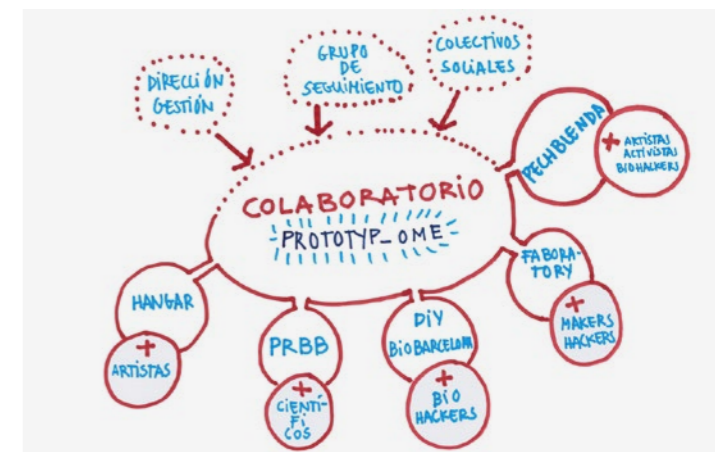 DIRECCIÓN
GESTIÓN
GRUPO
DE
SEGUIMIENTO
COLECTIVOS
SOCIALES
COLABORATORIO
PROTOTYP_OME
PECHBLENDA
+ ARTISTAS
ACTIVISTAS
BIOHACKERS
FABORA-
TORY
+
MAKERS
HACKERS
DiY
BiOBARCELONA
+
BIO
HACKERS
PRBB
+
CIENTÍ-
FI
COS
HANGAR
+
ARTISTAS